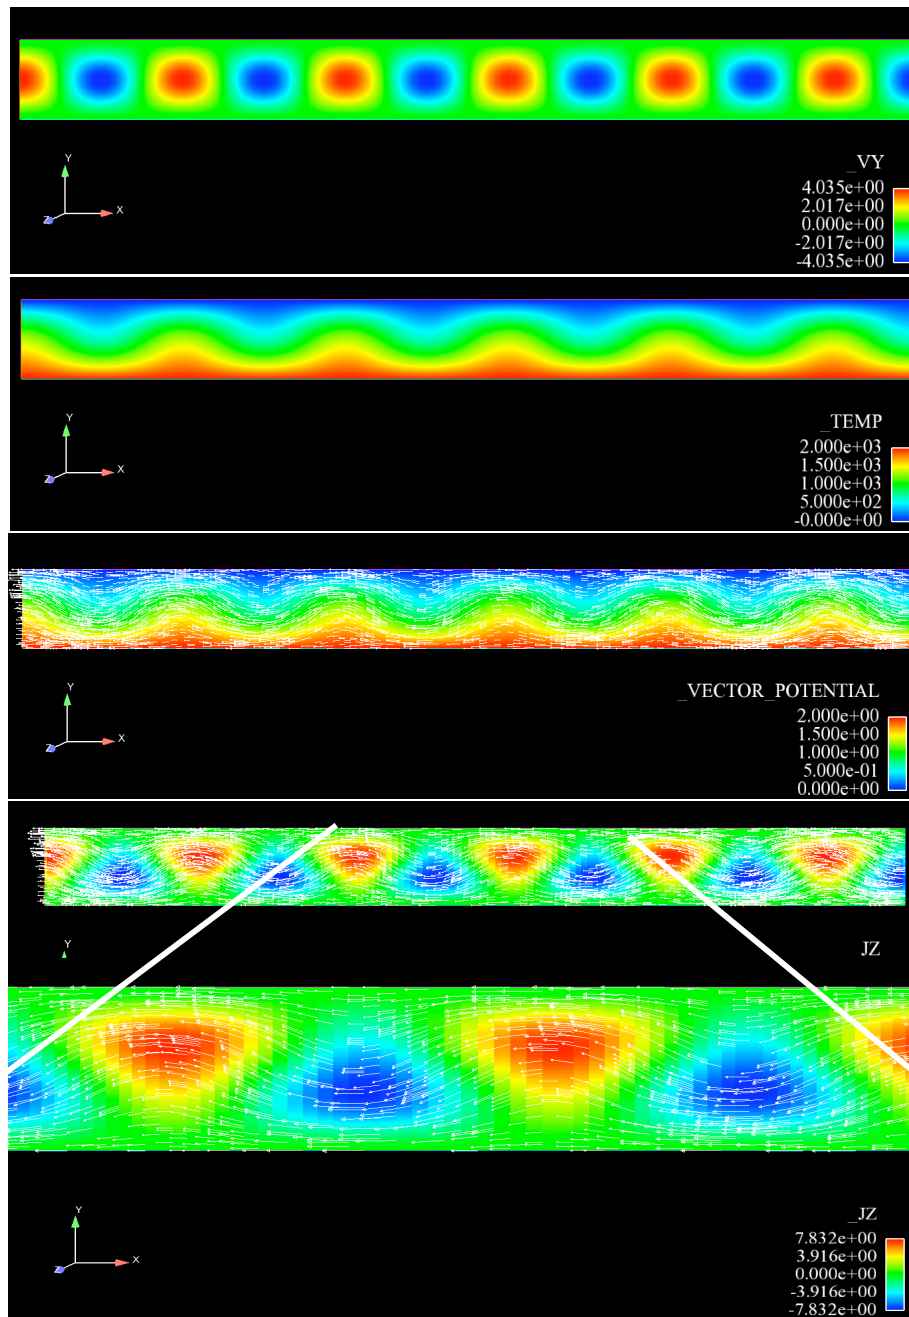 Y
X
Z
_VY
4.035e+00
2.017e+00
0.000e+00
-2.017e+00
-4.035e+00
Y
X
Z
_TEMP
2.000e+03
1.500e+03
1.000e+03
5.000e+02
-0.000e+00
Y
X
Z
_VECTOR_POTENTIAL
2.000e+00
1.500e+00
1.000e+00
5.000e-01
0.000e+00
Y
JZ
Y
X
Z
_JZ
7.832e+00
3.916e+00
0.000e+00
-3.916e+00
-7.832e+00